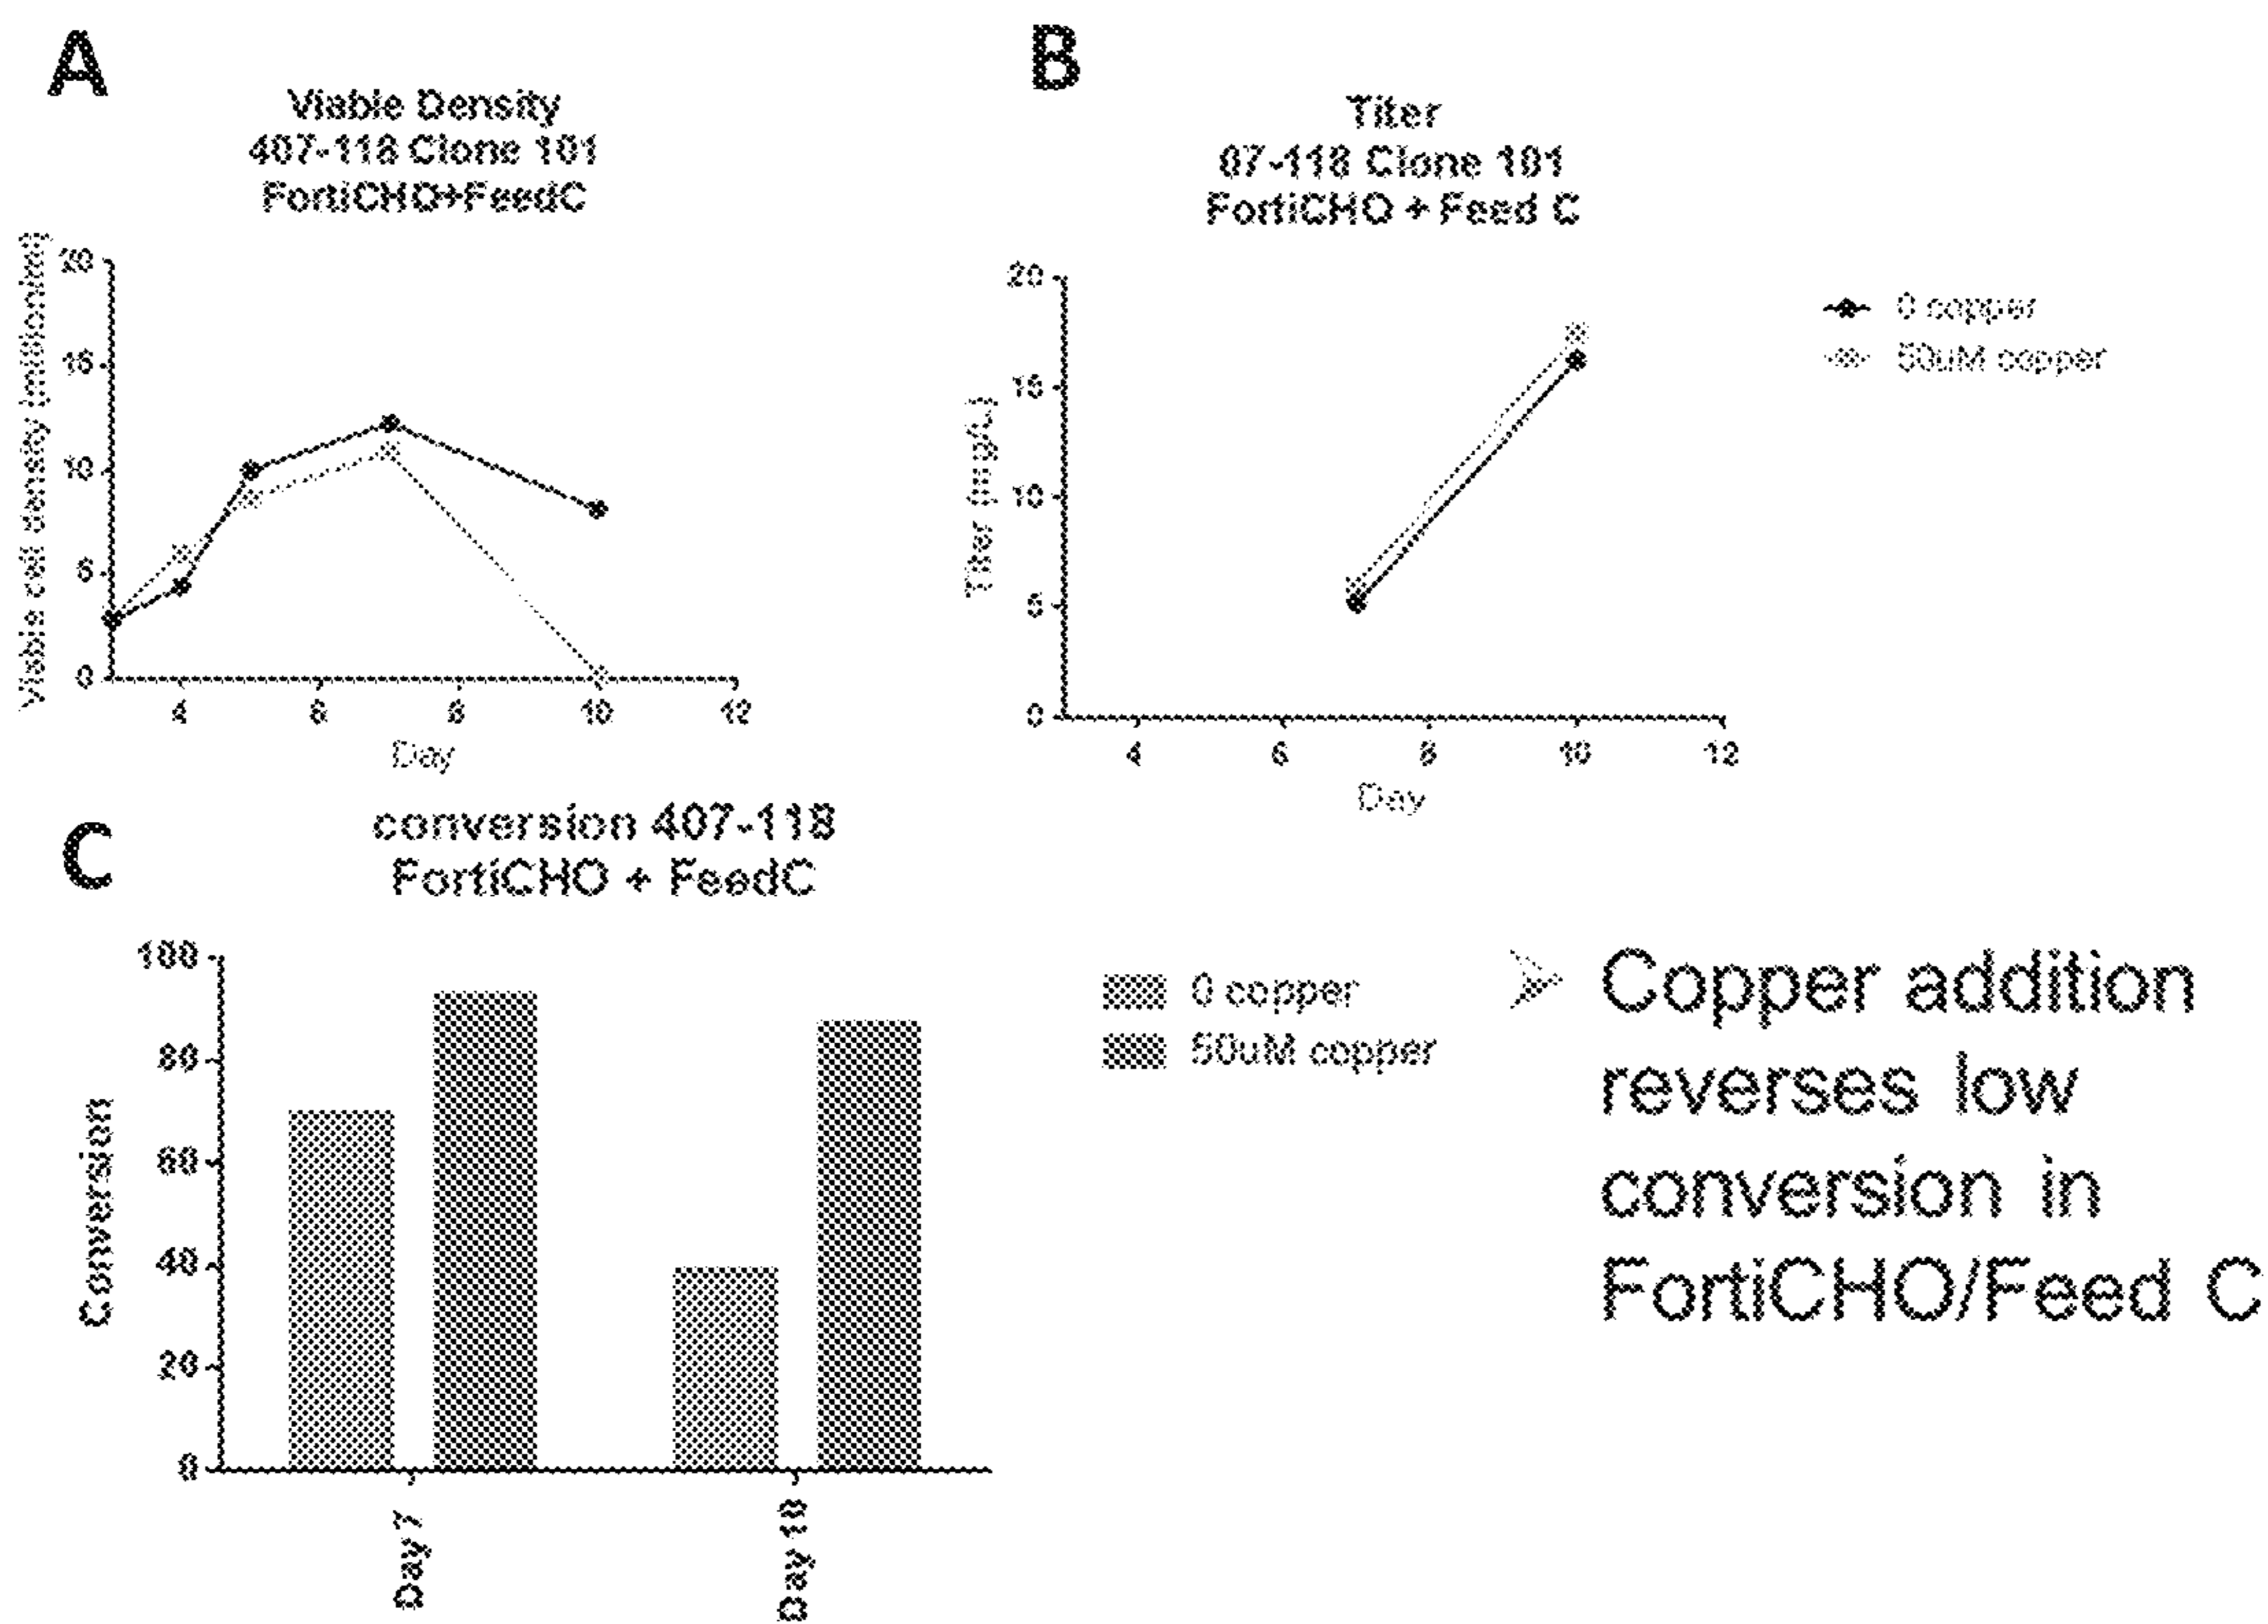 A
Viable Density
407-118 Clone 101
FortiCHO+FeedC
Viable cell density [million/ml]
20
15
10
5
0
4
6
8
10
12
Day
B
Titer
07-118 Clone 101
FortiCHO + Feed C
Titer (mg/L)
20
15
10
5
0
4
6
8
10
12
Day
0 copper
50uM copper
C
conversion 407-118
FortiCHO + FeedC
Conversion
100
80
60
40
20
0
Day 7
Day 10
0 copper
50uM copper
➢ Copper addition
reverses low
conversion in
FortiCHO/Feed C